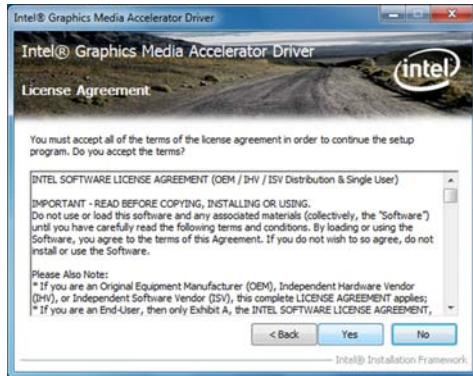 Intel® Graphics Media Accelerator Driver
Intel® Graphics Media Accelerator Driver
intel
License Agreement
You must accept all of the terms of the license agreement in order to continue the setup
program. Do you accept the terms?
INTEL SOFTWARE LICENSE AGREEMENT (OEM / IHV / ISV Distribution & Single User)
IMPORTANT - READ BEFORE COPYING, INSTALLING OR USING.
Do not use or load this software and any associated materials (collectively, the "Software")
until you have carefully read the following terms and conditions. By loading or using the
Software, you agree to the terms of this Agreement. If you do not wish to so agree, do not
install or use the Software.
Please Also Note:
* If you are an Original Equipment Manufacturer (OEM), Independent Hardware Vendor
(IHV), or Independent Software Vendor (ISV), this complete LICENSE AGREEMENT applies;
* If you are an End-User, then only Exhibit A, the INTEL SOFTWARE LICENSE AGREEMENT,
< Back Yes No
Intel® Installation Framework